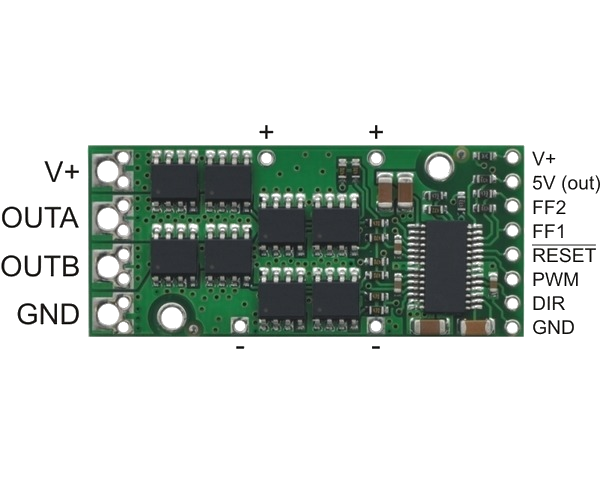 + +
V+
OUTA
OUTB
GND
- -
V+
5V (out)
FF2
FF1
RESET
PWM
DIR
GND